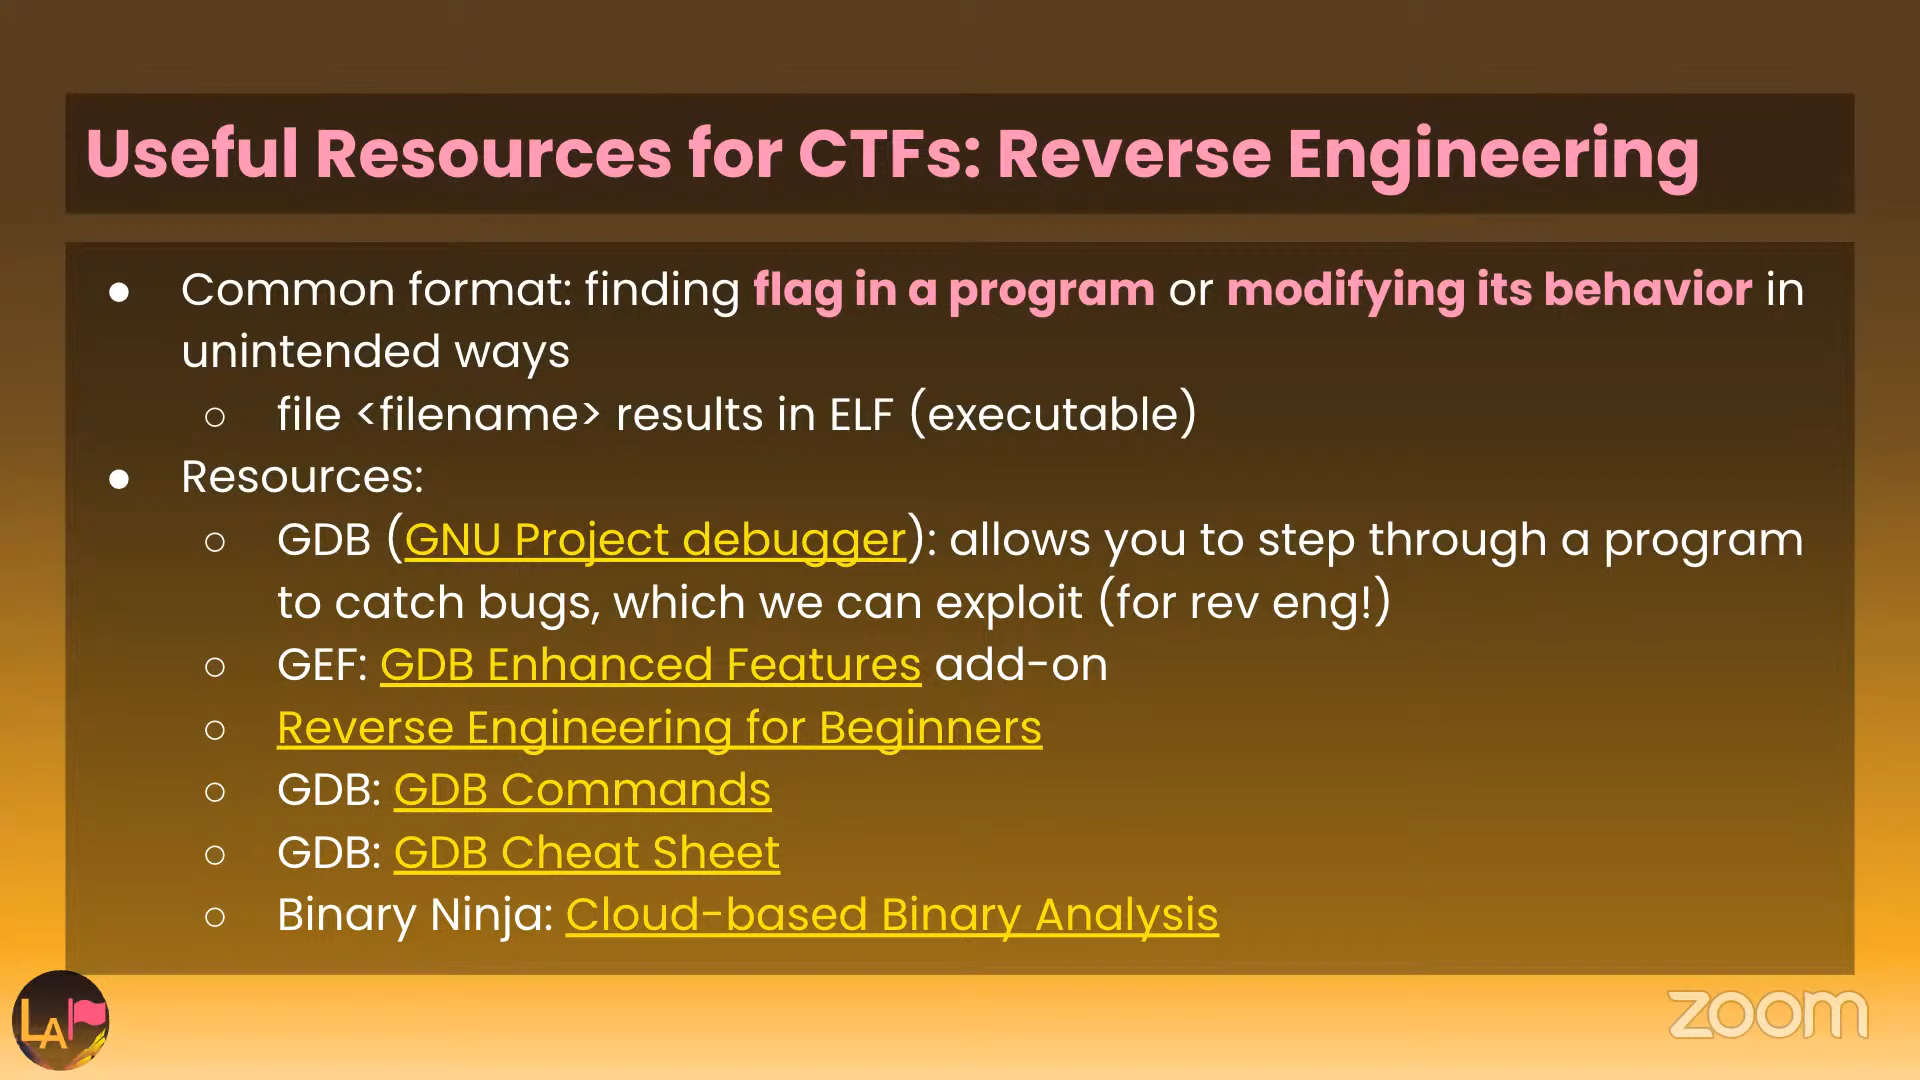 Useful Resources for CTFs: Reverse Engineering
● Common format: finding flag in a program or modifying its behavior in
unintended ways
○ file <filename> results in ELF (executable)
● Resources:
○ GDB (GNU Project debugger): allows you to step through a program
to catch bugs, which we can exploit (for rev eng!)
○ GEF: GDB Enhanced Features add-on
○ Reverse Engineering for Beginners
○ GDB: GDB Commands
○ GDB: GDB Cheat Sheet
○ Binary Ninja: Cloud-based Binary Analysis
LA
zoom